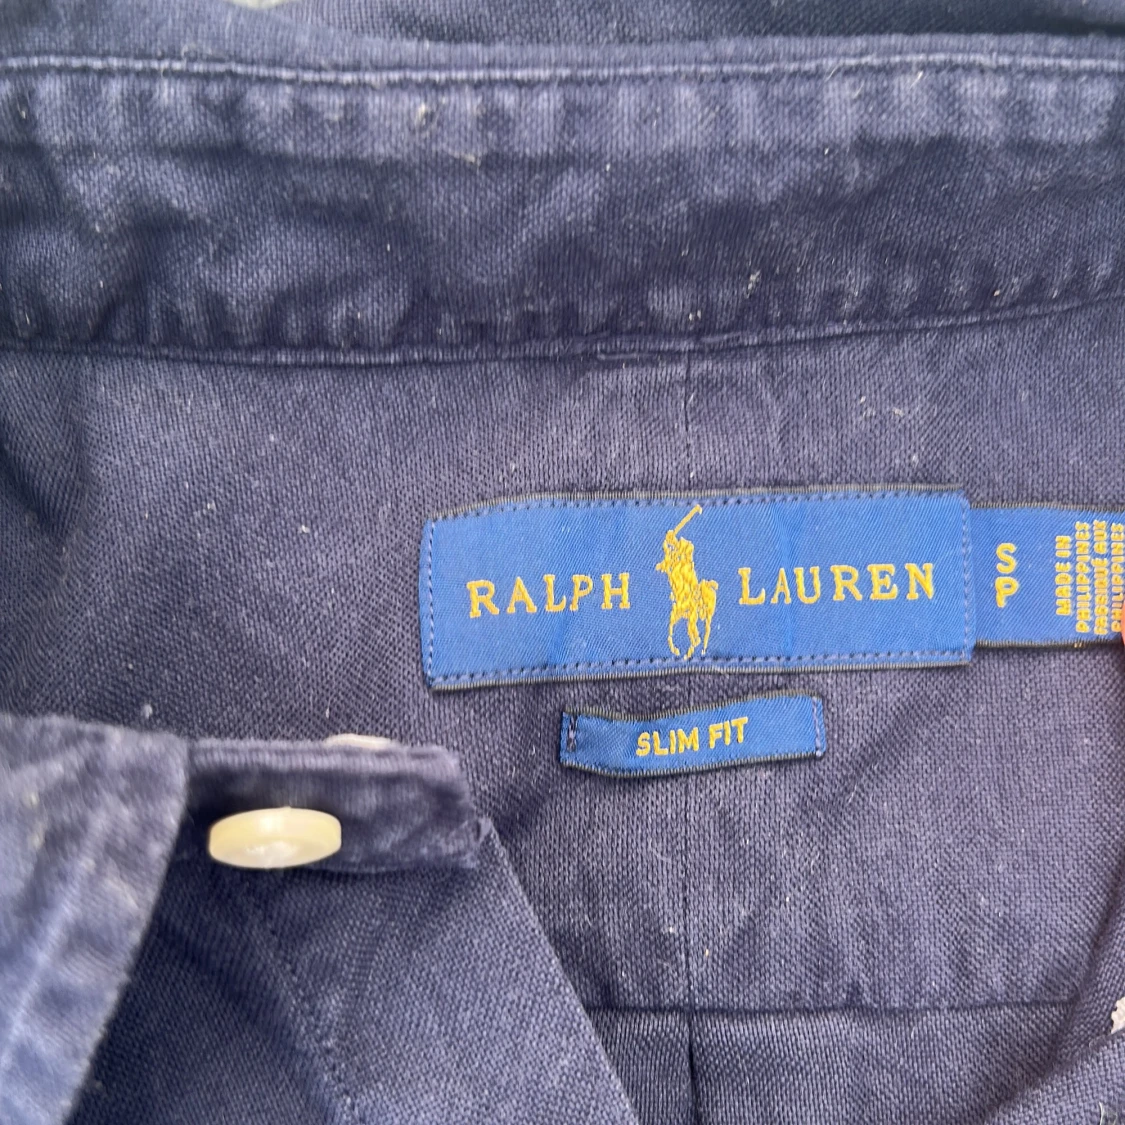 RALPH LAUREN
S
P
MADE IN
PHILIPPINES
FABRIQUÉ AUX
PHILIPPINES
SLIM FIT